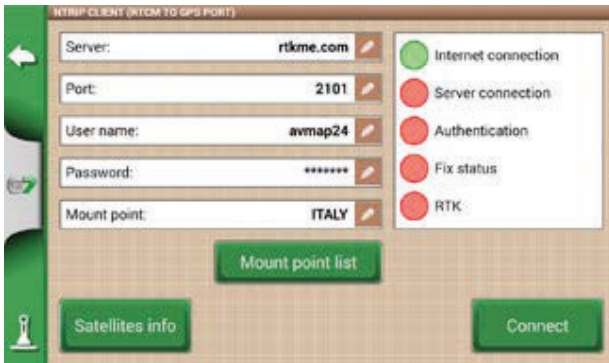 NTRIP CLIENT (RTCM TO GPS PORT)
Server: rtkme.com
Port: 2101
User name: avmap24
Password: *******
Mount point: ITALY
Mount point list
Satellites info
Connect
Internet connection
Server connection
Authentication
Fix status
RTK